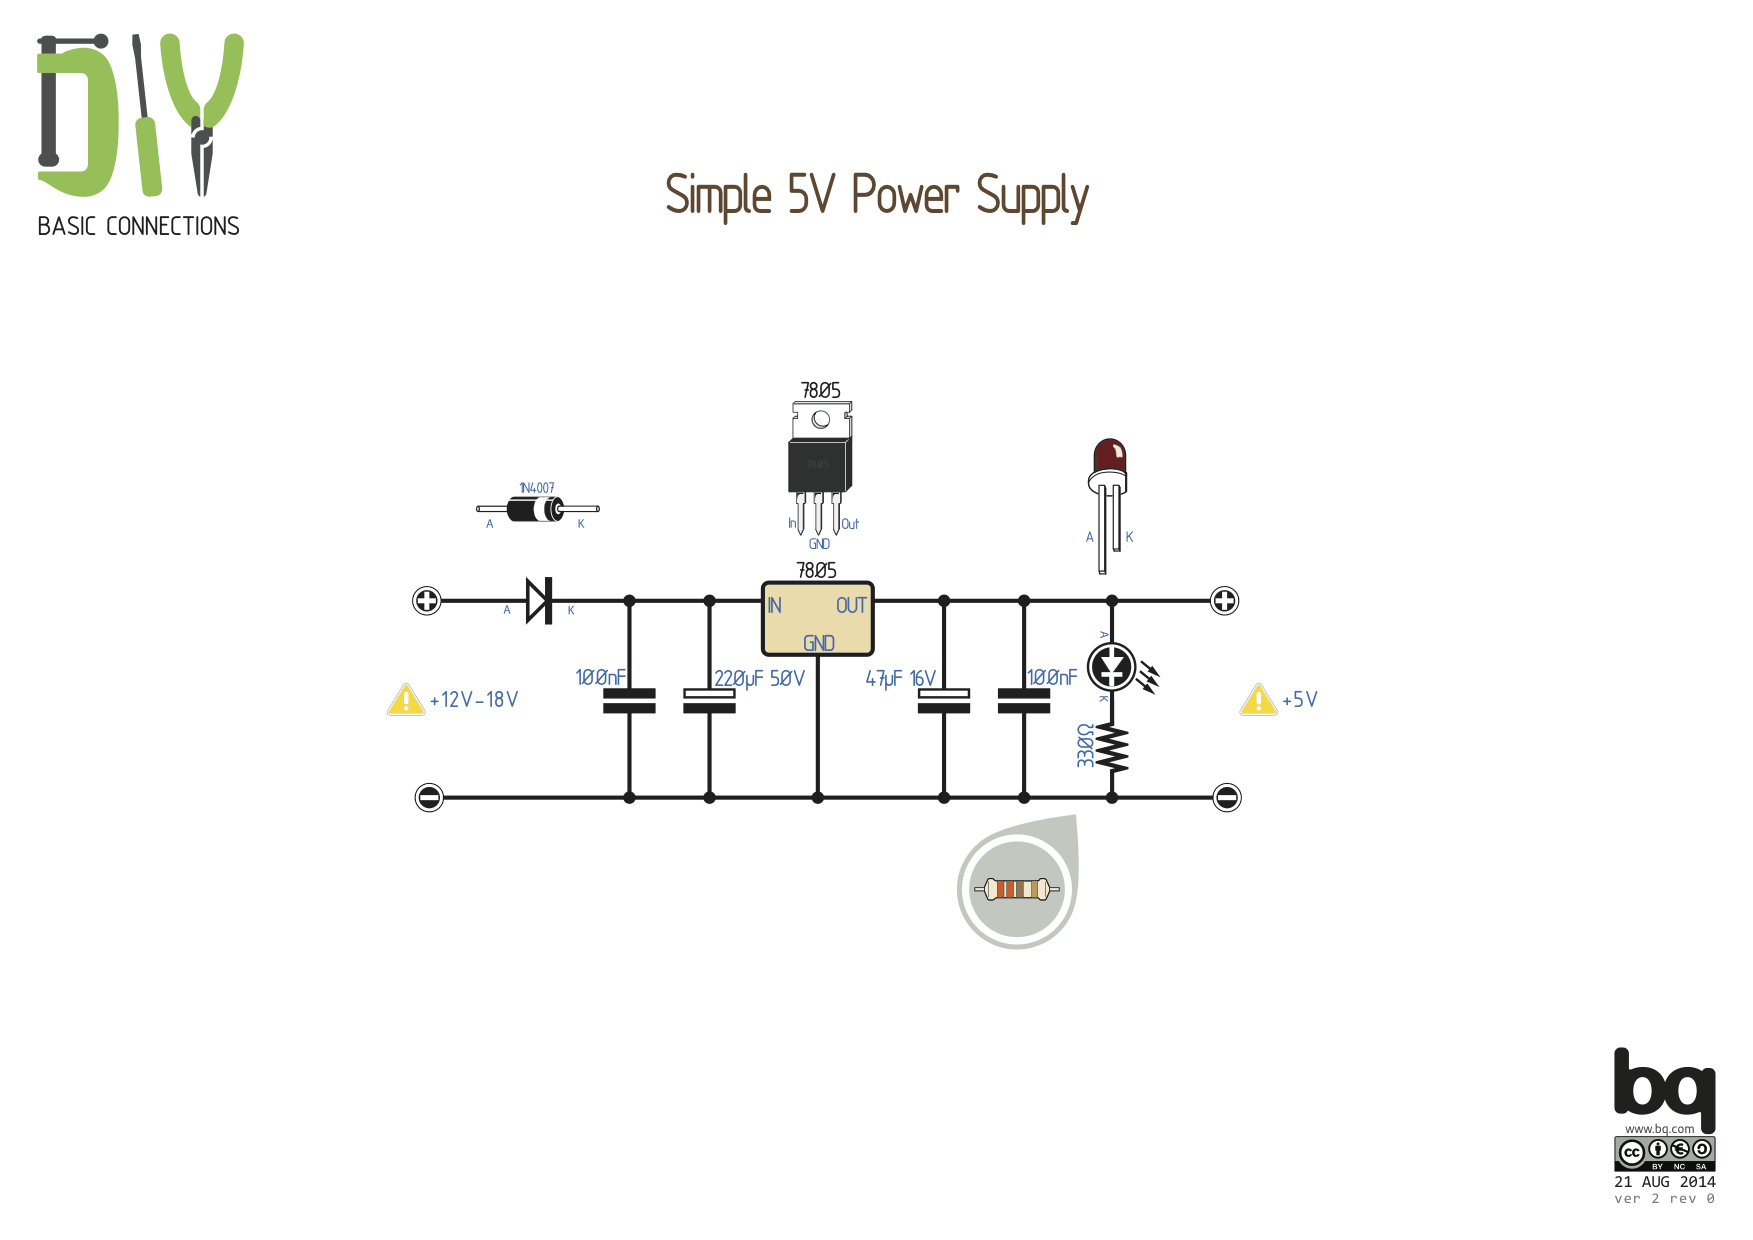 DIY
BASIC CONNECTIONS
Simple 5V Power Supply
7805
7805
In
Out
GND
1N4007
A
K
A
K
7805
IN
OUT
GND
A
K
A
K
100nF
220µF 50V
47µF 16V
100nF
330Ω
+12V-18V
+5V
bq
www.bq.com
cc
BY NC SA
21 AUG 2014
ver 2 rev 0